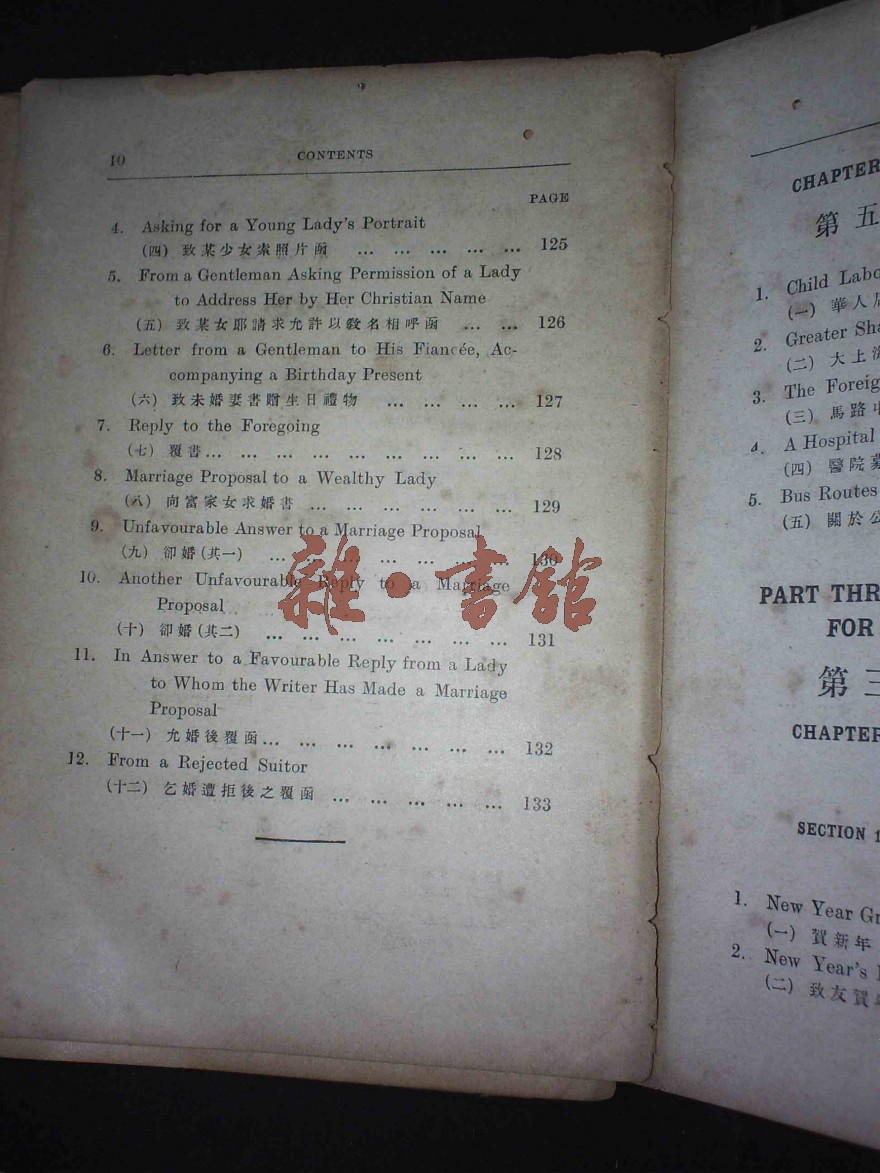 10
CONTENTS
PAGE
4. Asking for a Young Lady's Portrait
(四) 致某少女索照片函 ... ... ... ... ... 125
5. From a Gentleman Asking Permission of a Lady
to Address Her by Her Christian Name
(五) 致某女郎請求允許以敎名相呼函 ... ... 126
6. Letter from a Gentleman to His Fiancée, Ac-
companying a Birthday Present
(六) 致未婚妻書贈生日禮物 ... ... ... ... 127
7. Reply to the Foregoing
(七) 覆書... ... ... ... ... ... ... ... ... 128
8. Marriage Proposal to a Wealthy Lady
(八) 向富家女求婚書 ... ... ... ... ... ... 129
9. Unfavourable Answer to a Marriage Proposal
(九) 卻婚(其一) ... ... ... ... ... ... ... 130
10. Another Unfavourable Reply to a Marriage
Proposal
(十) 卻婚(其二) ... ... ... ... ... ... ... 131
11. In Answer to a Favourable Reply from a Lady
to Whom the Writer Has Made a Marriage
Proposal
(十一) 允婚後覆函... ... ... ... ... ... ... 132
12. From a Rejected Suitor
(十二) 乞婚遭拒後之覆函 ... ... ... ... ... 133
雜·書館
CHAPTER
第五
1. Child Labo
(一) 華人
2. Greater Sha
(二) 大上
3. The Foreig
(三) 馬路
4. A Hospital
(四) 醫院募
5. Bus Routes
(五) 關於公
PART THR
FOR
第三
CHAPTER
SECTION 1
1. New Year Gr
(一) 賀新年
2. New Year's
(二) 致友賀